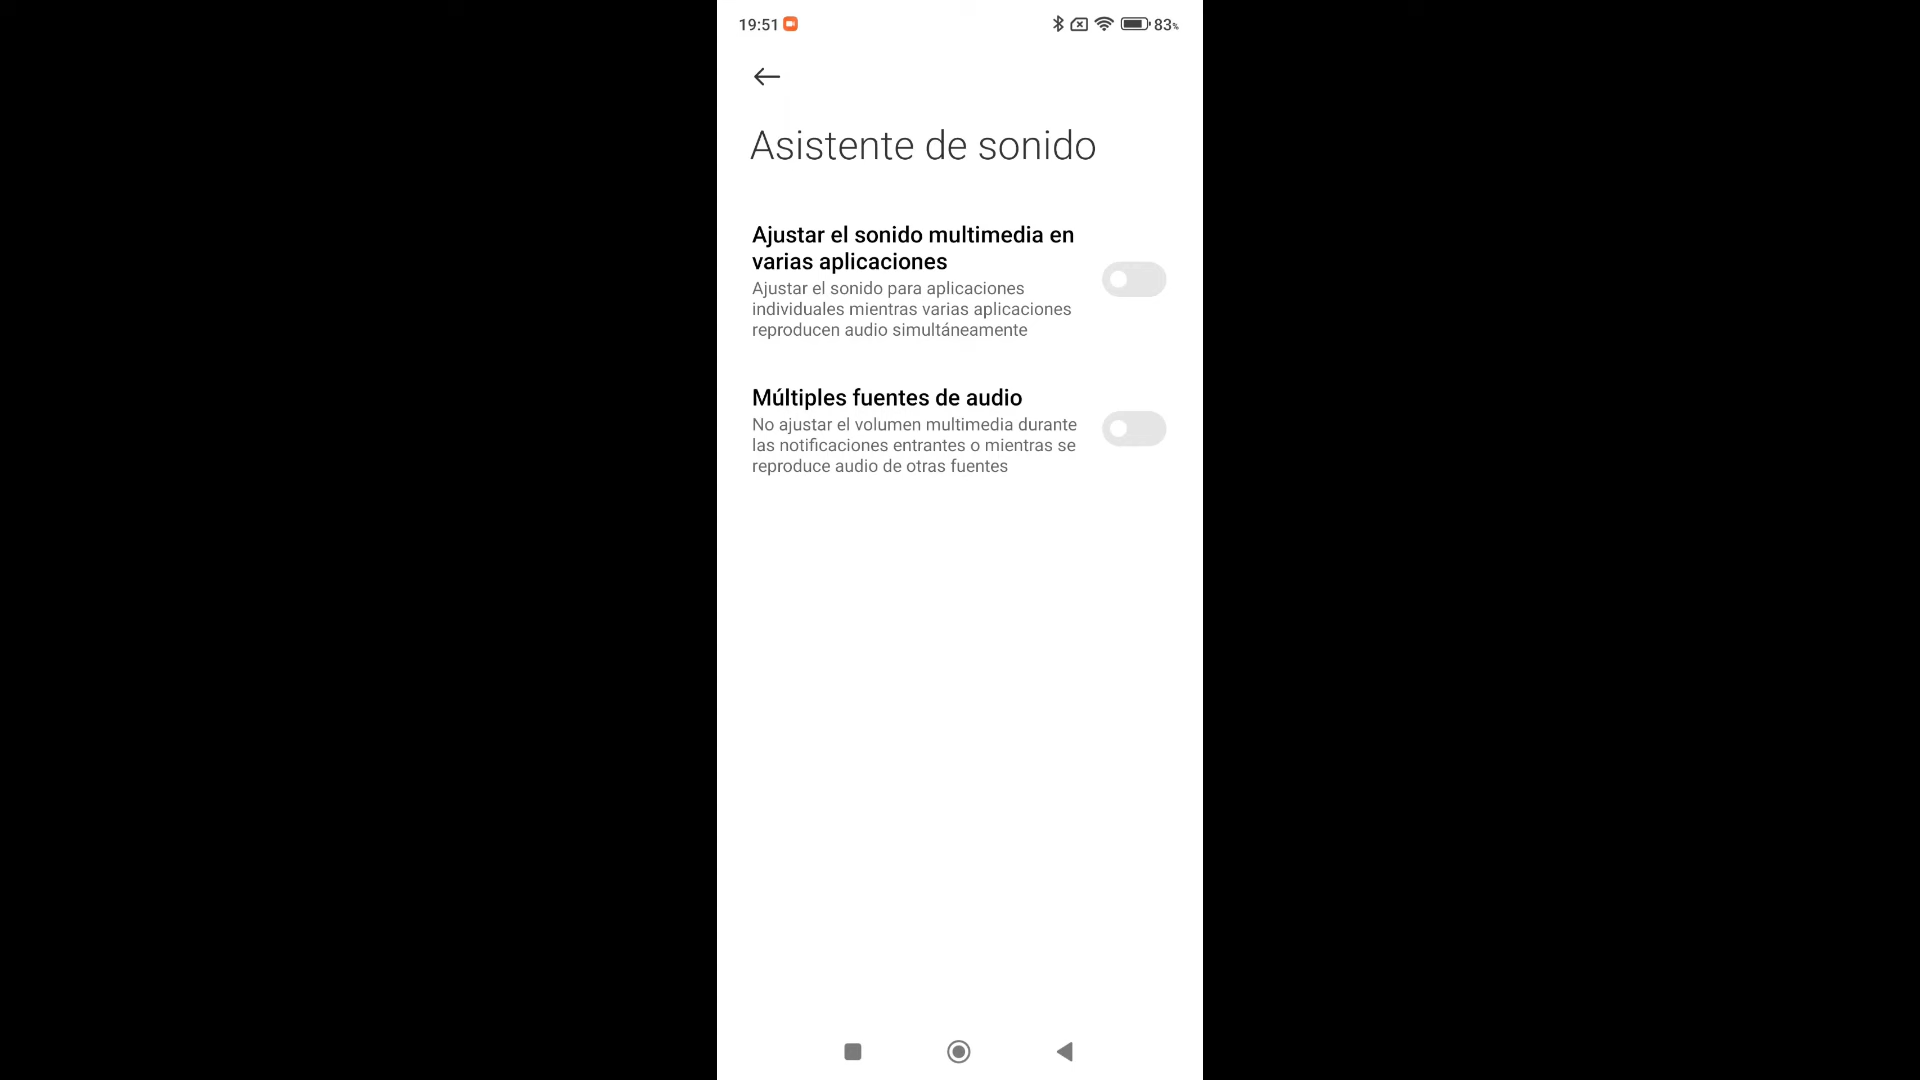 19:51
83%
Asistente de sonido
Ajustar el sonido multimedia en
varias aplicaciones
Ajustar el sonido para aplicaciones
individuales mientras varias aplicaciones
reproducen audio simultáneamente
Múltiples fuentes de audio
No ajustar el volumen multimedia durante
las notificaciones entrantes o mientras se
reproduce audio de otras fuentes